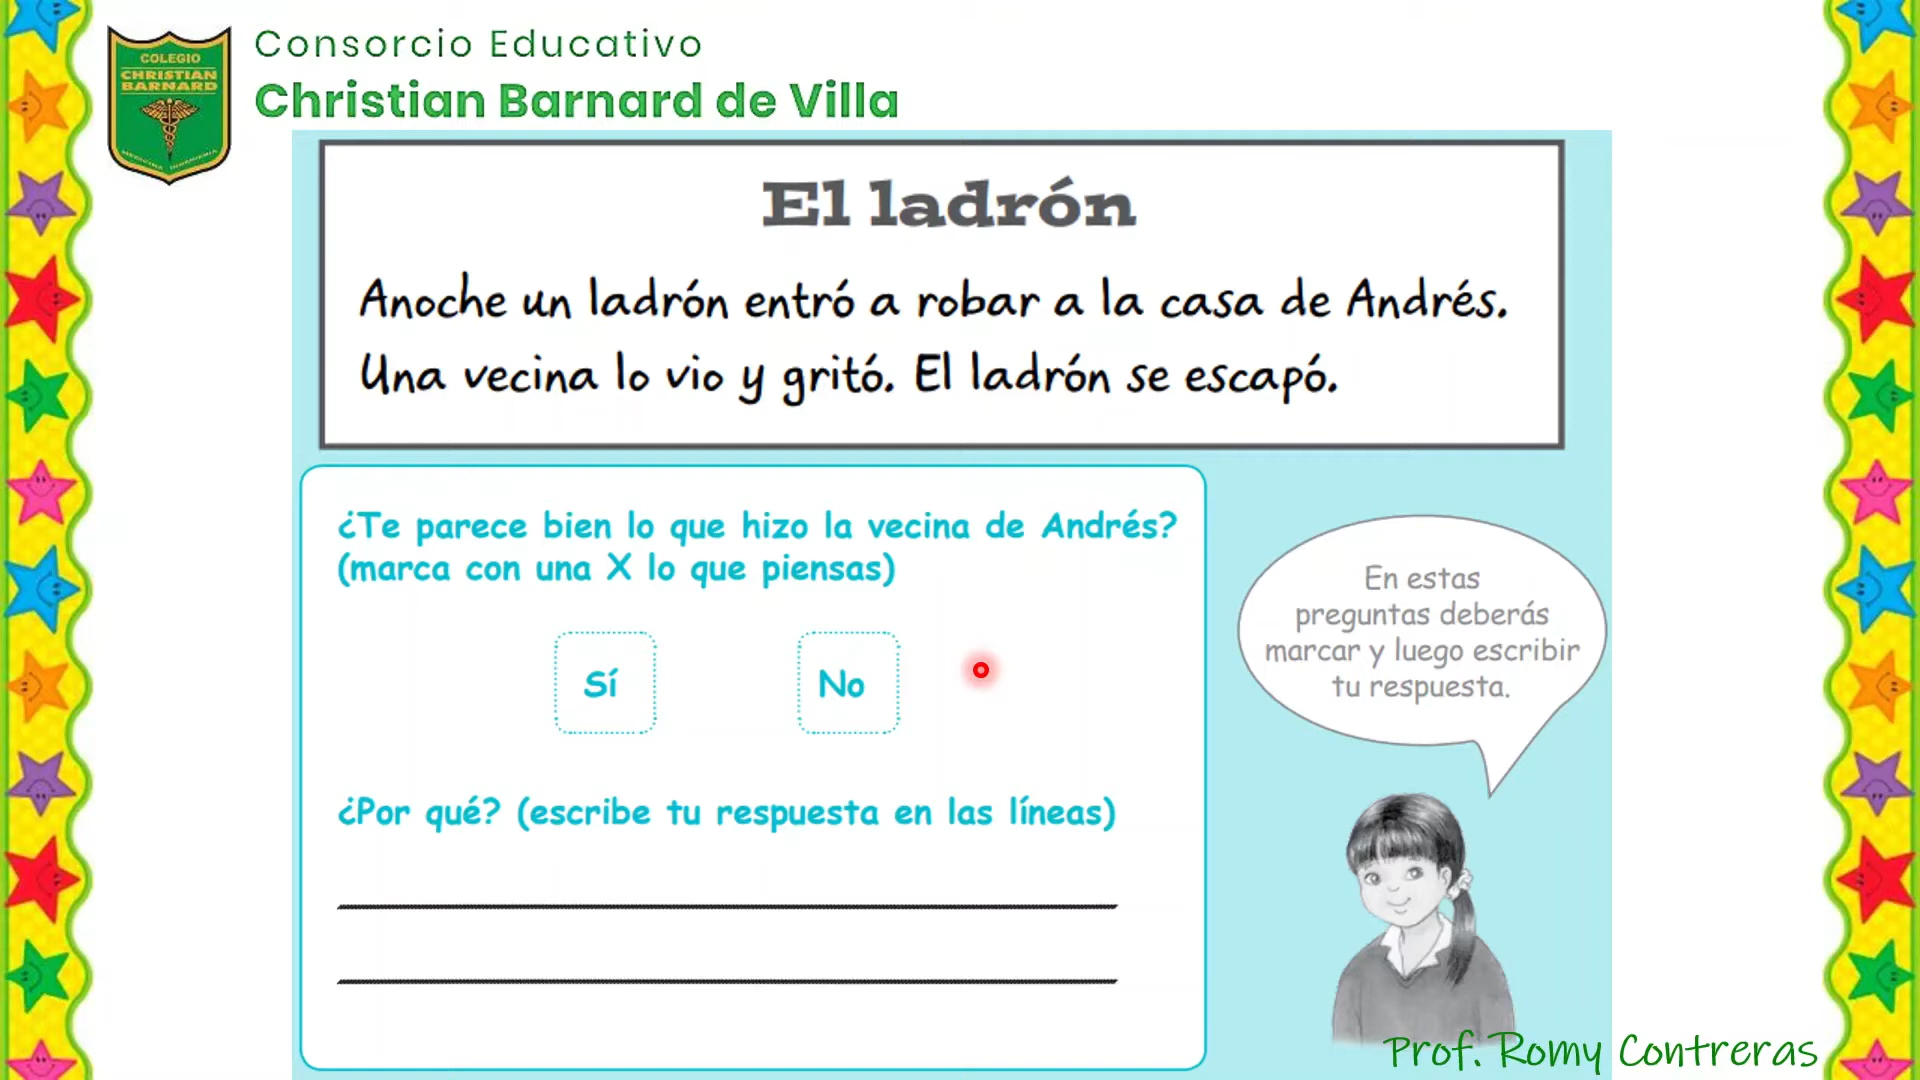 COLEGIO
CHRISTIAN
BARNARD
Consorcio Educativo
Christian Barnard de Villa
El ladrón
Anoche un ladrón entró a robar a la casa de Andrés.
Una vecina lo vio y gritó. El ladrón se escapó.
¿Te parece bien lo que hizo la vecina de Andrés?
(marca con una X lo que piensas)
Sí No
¿Por qué? (escribe tu respuesta en las líneas)
En estas
preguntas deberás
marcar y luego escribir
tu respuesta.
Prof. Romy Contreras